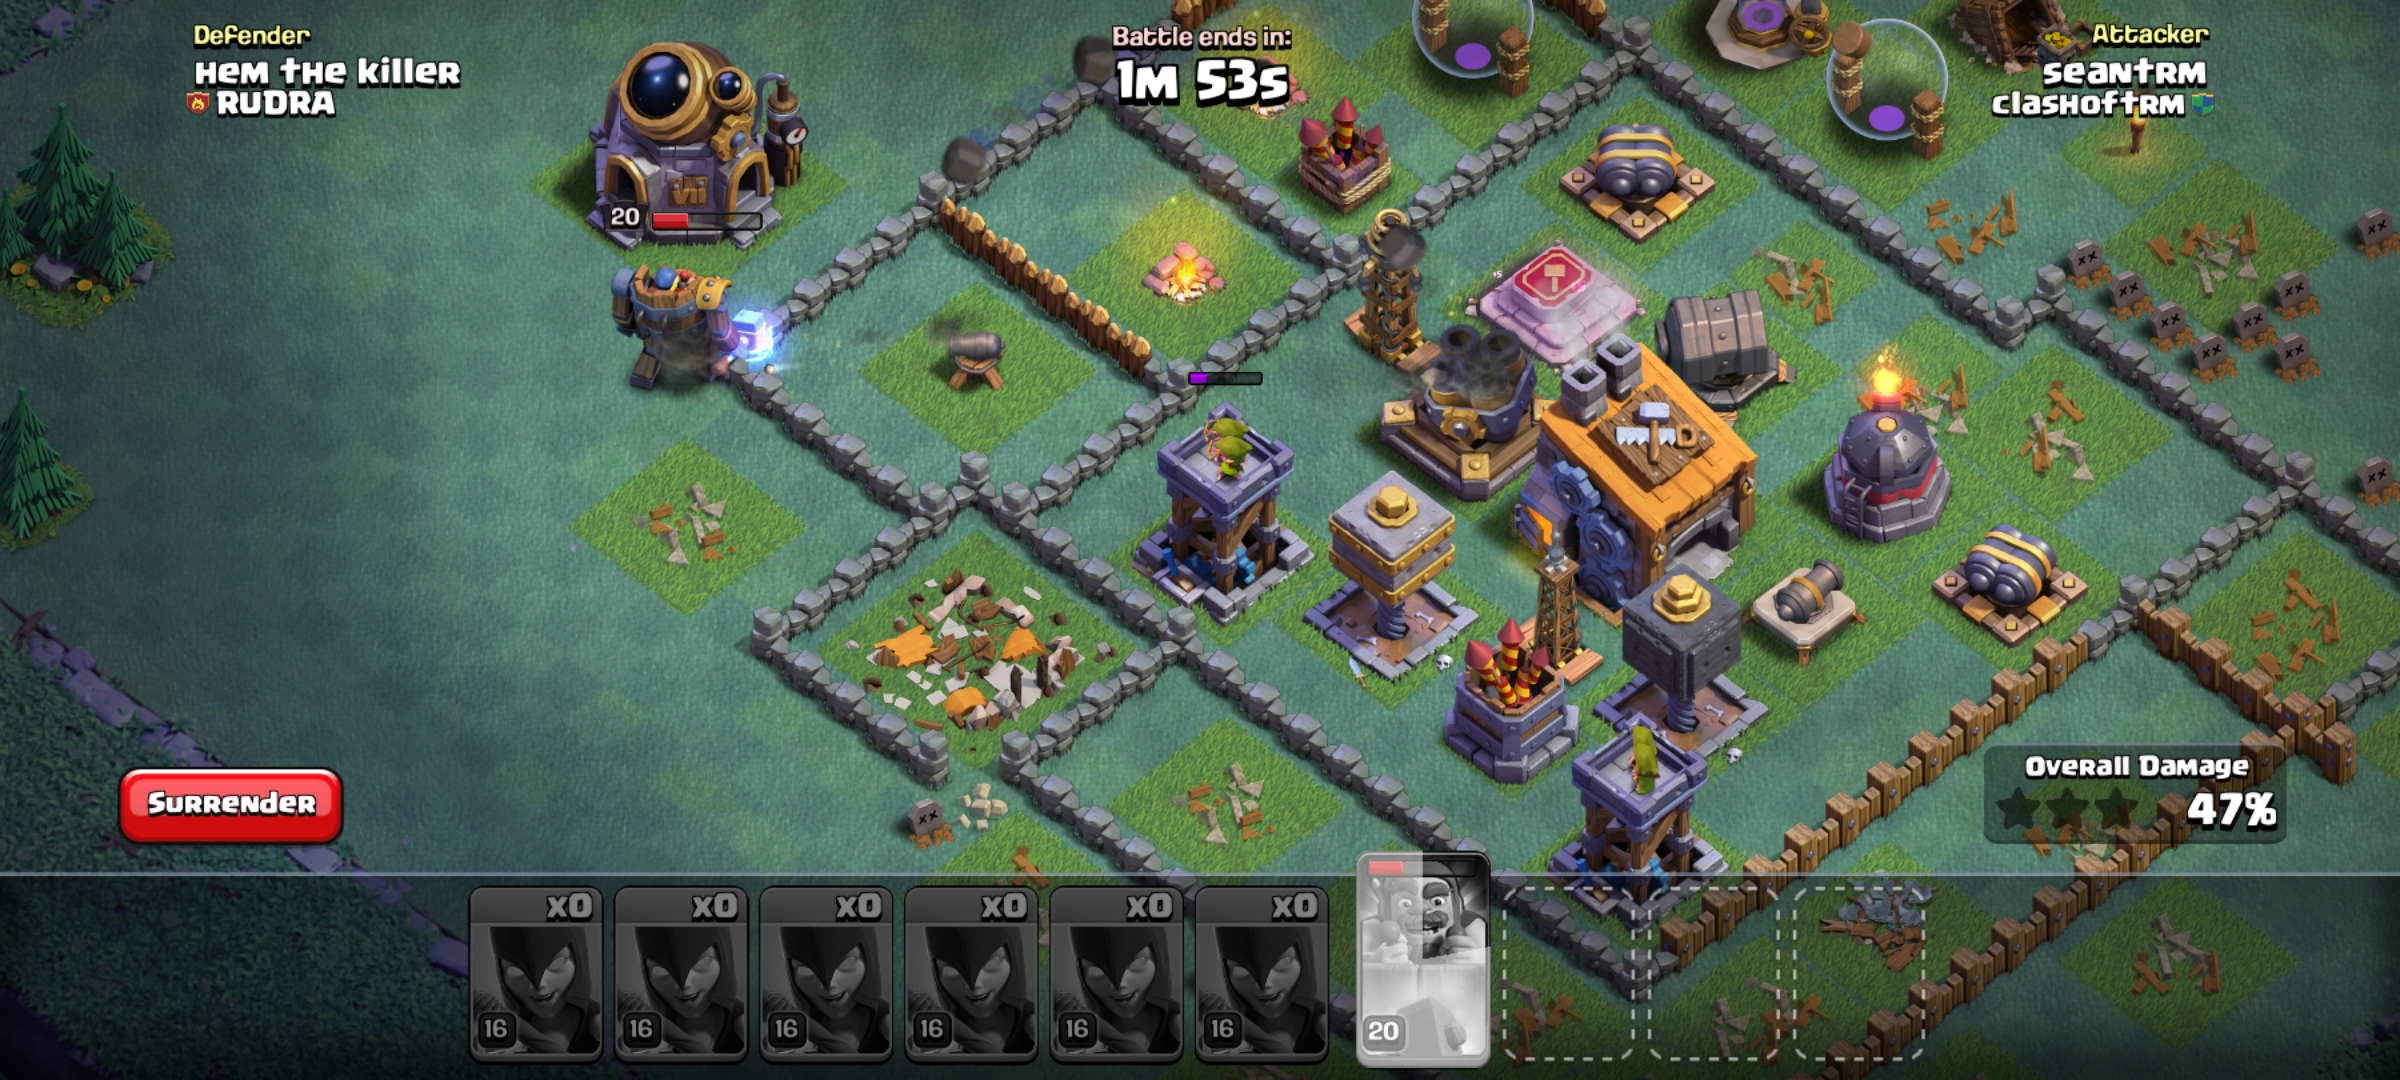 Defender
Hem the killer
RUDRA
Battle ends in:
1M 53s
Attacker
seantrm
clashoftrm
VII
20
Surrender
Overall Damage
47%
x0
x0
x0
x0
x0
x0
16
16
16
16
16
16
20